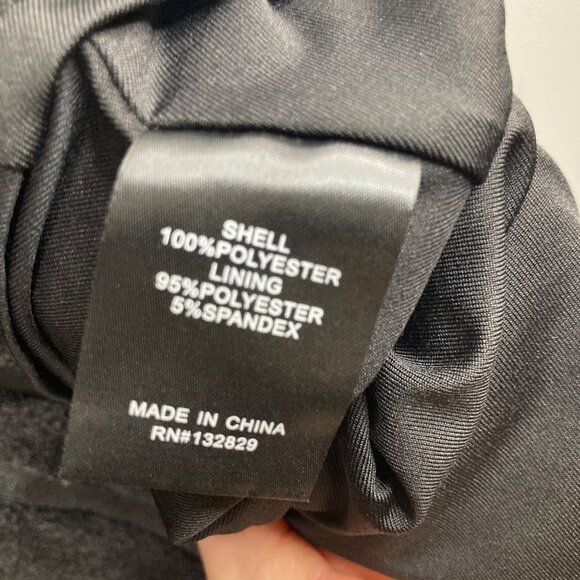 SHELL
100%POLYESTER
LINING
95%POLYESTER
5%SPANDEX
MADE IN CHINA
RN#132829